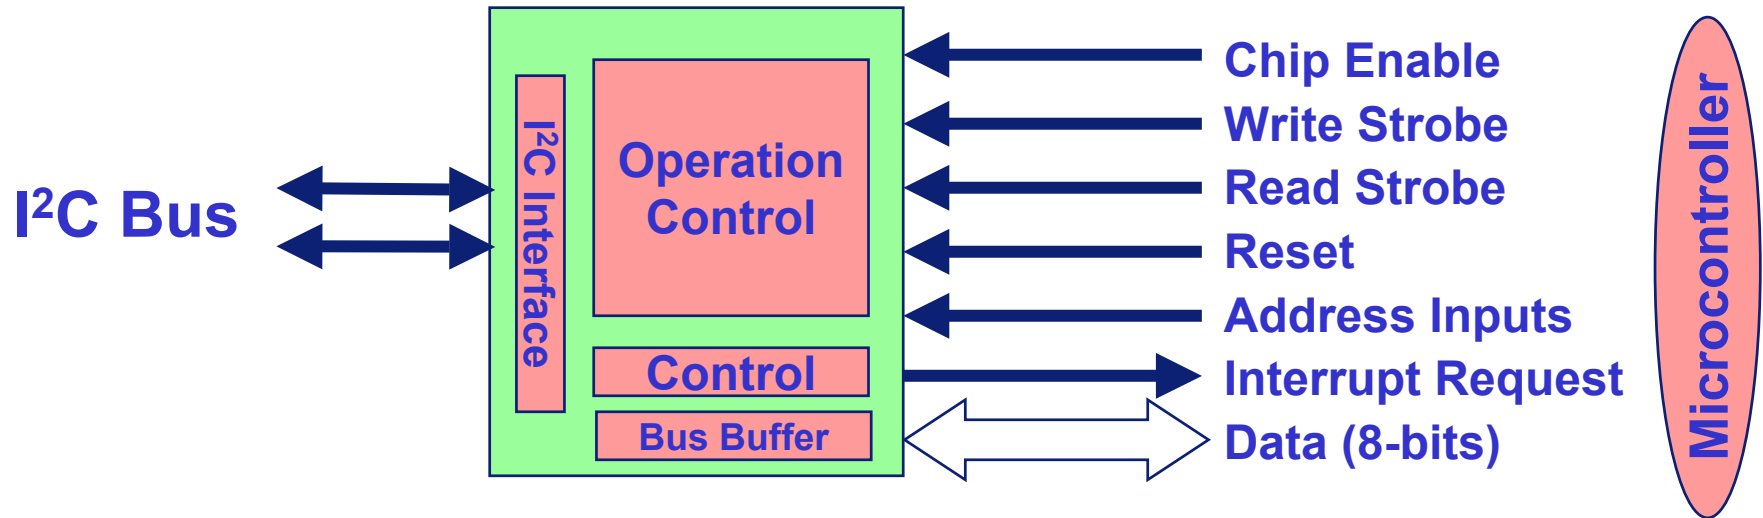 I²C Bus
I²C Interface
Operation
Control
Control
Bus Buffer
Chip Enable
Write Strobe
Read Strobe
Reset
Address Inputs
Interrupt Request
Data (8-bits)
Microcontroller